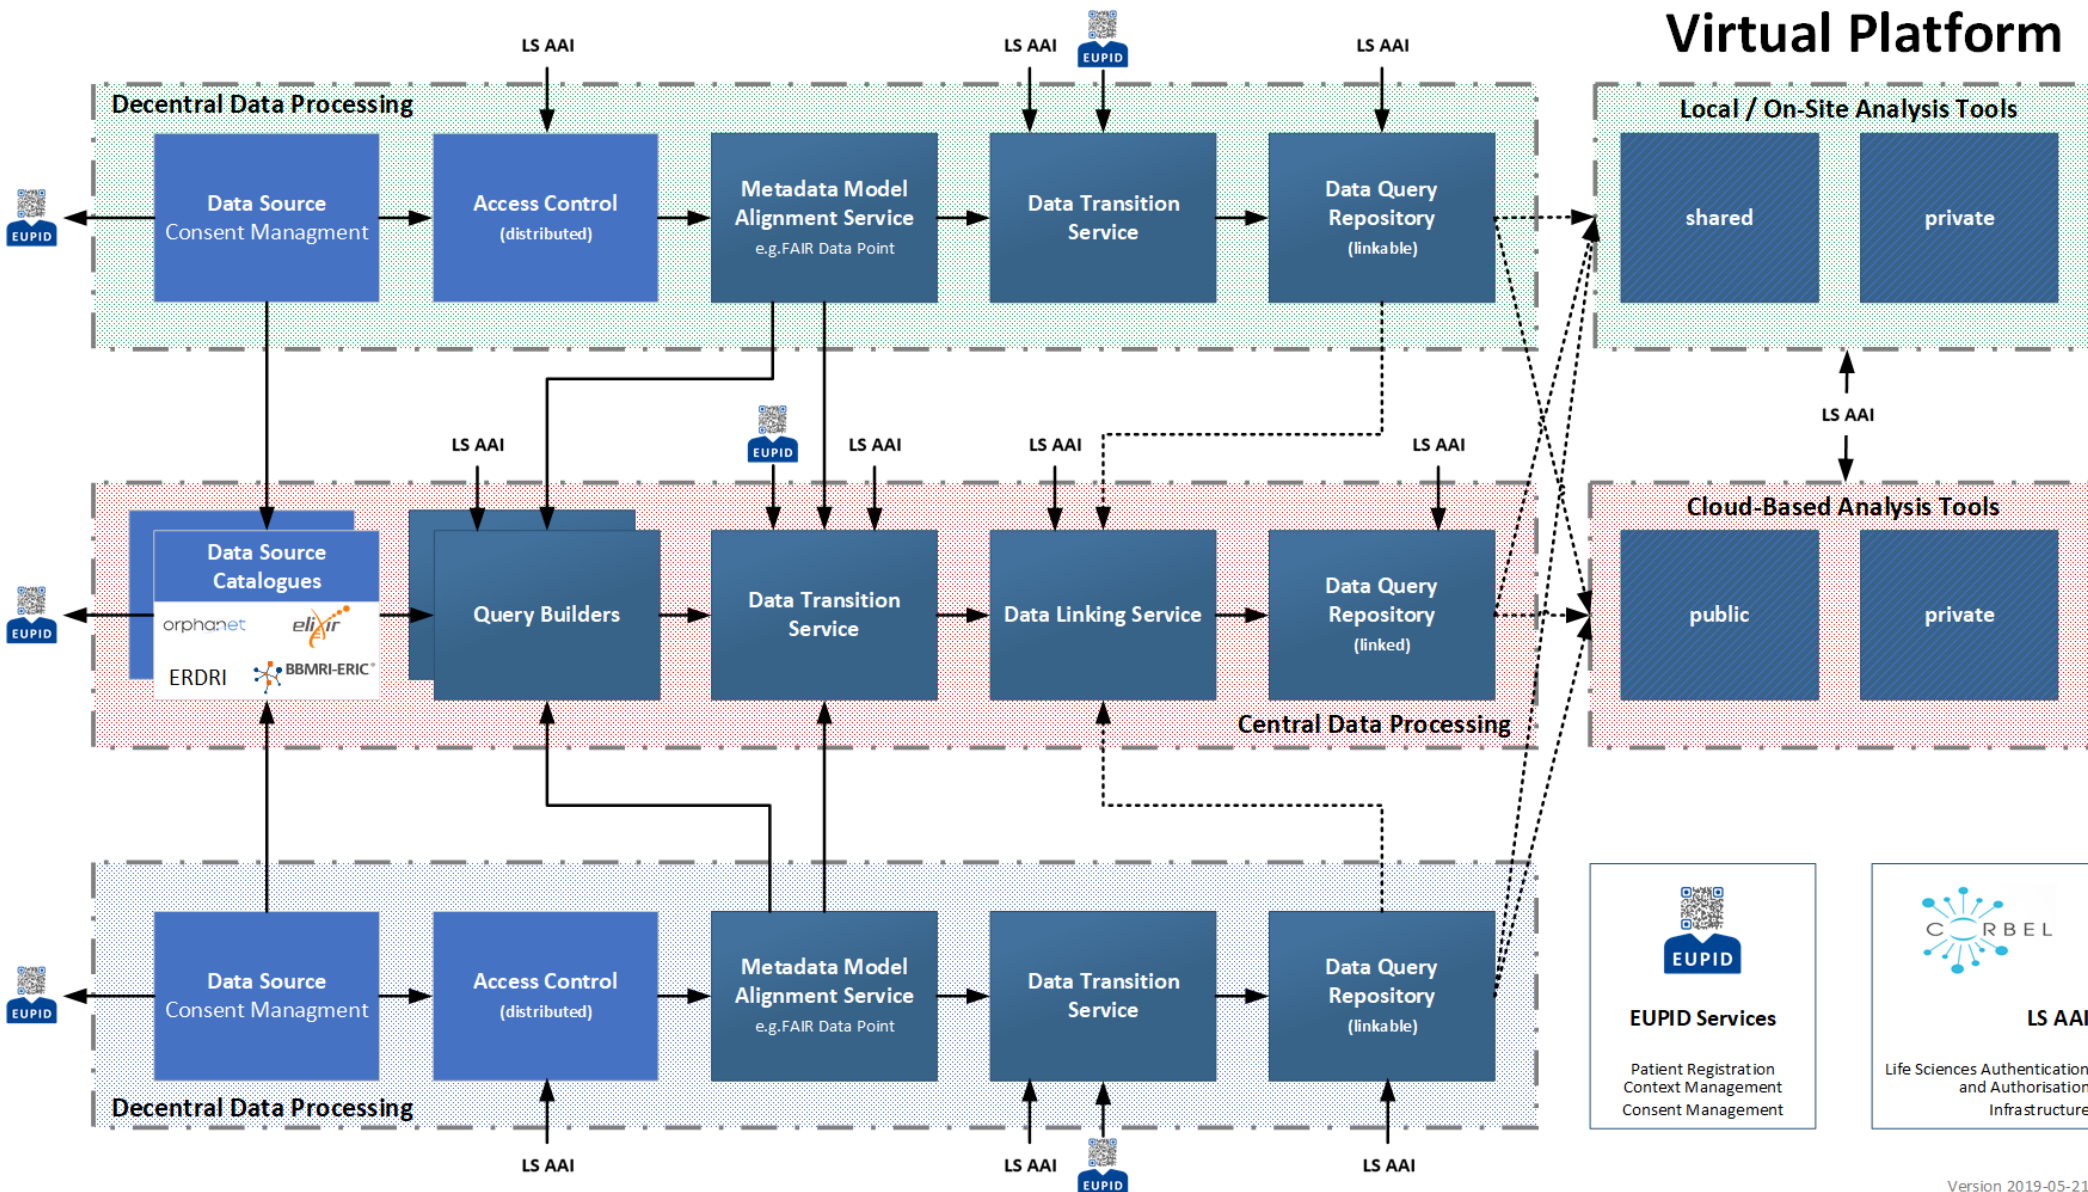 Virtual Platform
LS AAI
LS AAI
EUPID
LS AAI
Decentral Data Processing
Local / On-Site Analysis Tools
EUPID
Data Source
Consent Managment
Access Control
(distributed)
Metadata Model
Alignment Service
e.g.FAIR Data Point
Data Transition
Service
Data Query
Repository
(linkable)
shared
private
LS AAI
EUPID
LS AAI
LS AAI
LS AAI
LS AAI
Cloud-Based Analysis Tools
EUPID
Data Source
Catalogues
orphanet
elixir
ERDRI
BBMRI-ERIC
Query Builders
Data Transition
Service
Data Linking Service
Data Query
Repository
(linked)
public
private
Central Data Processing
EUPID
Data Source
Consent Managment
Access Control
(distributed)
Metadata Model
Alignment Service
e.g.FAIR Data Point
Data Transition
Service
Data Query
Repository
(linkable)
Decentral Data Processing
LS AAI
LS AAI
EUPID
LS AAI
EUPID
EUPID Services
Patient Registration
Context Management
Consent Management
CORBEL
LS AAI
Life Sciences Authentication
and Authorisation
Infrastructure
Version 2019-05-21